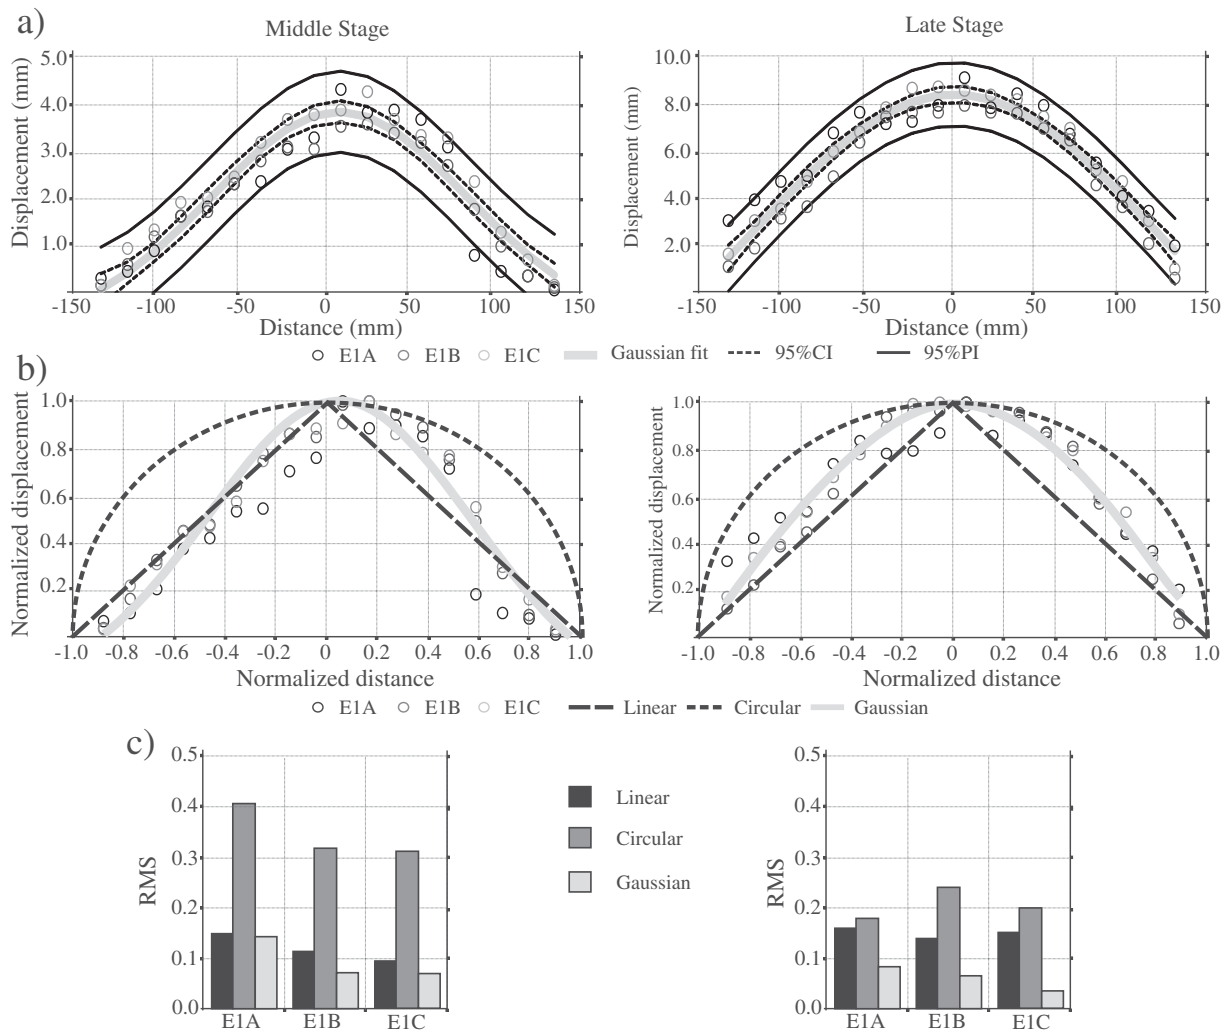 a)
Middle Stage
Late Stage
Displacement (mm)
5.0
4.0
3.0
2.0
1.0
-150 -100 -50 0 50 100 150
Distance (mm)
Displacement (mm)
10.0
8.0
6.0
4.0
2.0
-150 -100 -50 0 50 100 150
Distance (mm)
E1A E1B E1C Gaussian fit 95%CI 95%PI
b)
Normalized displacement
1.0
0.8
0.6
0.4
0.2
-1.0 -0.8 -0.6 -0.4 -0.2 0 0.2 0.4 0.6 0.8 1.0
Normalized distance
Normalized displacement
1.0
0.8
0.6
0.4
0.2
-1.0 -0.8 -0.6 -0.4 -0.2 0 0.2 0.4 0.6 0.8 1.0
Normalized distance
E1A E1B E1C Linear Circular Gaussian
c)
RMS
0.5
0.4
0.3
0.2
0.1
0.0
E1A E1B E1C
Linear
Circular
Gaussian
RMS
0.5
0.4
0.3
0.2
0.1
0.0
E1A E1B E1C